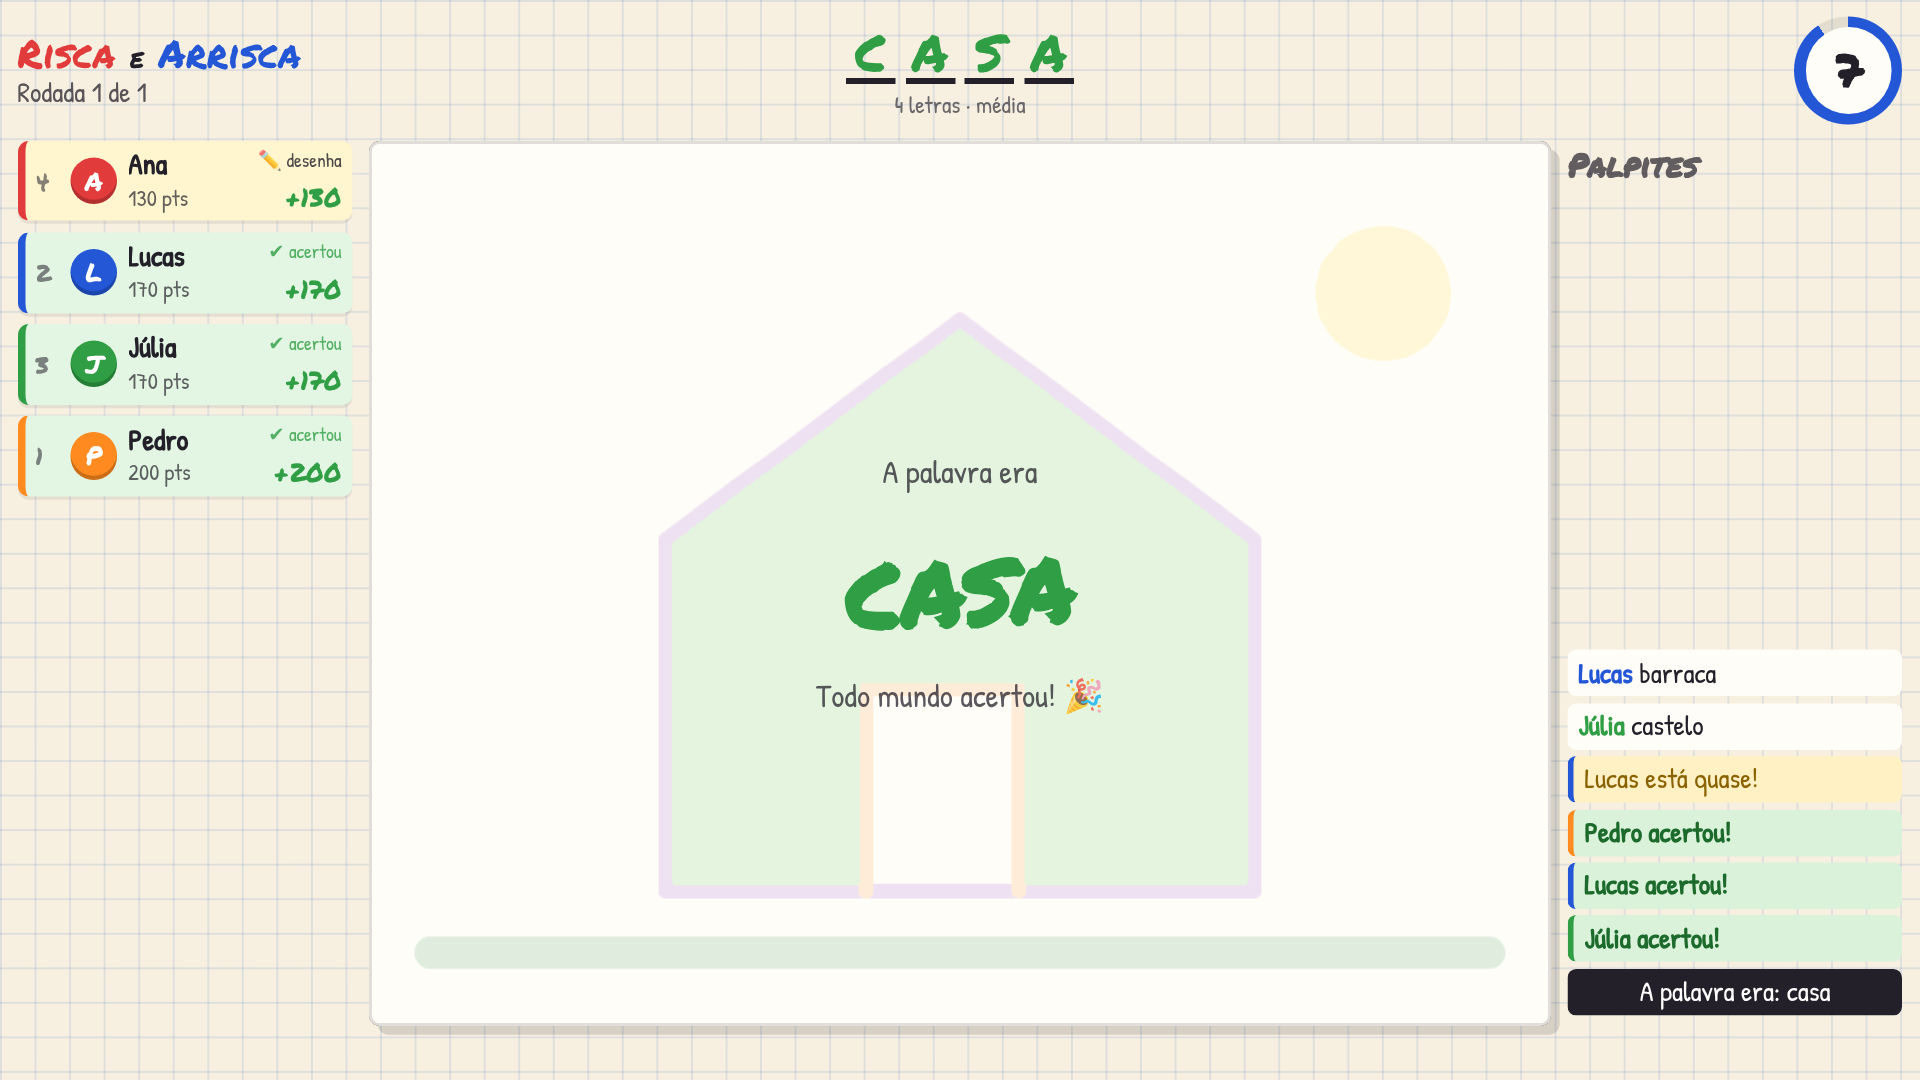 RISCA E ARRISCA
Rodada 1 de 1
C A S A
4 letras · média
7
4 A Ana
130 pts
✏️ desenha
+130
2 L Lucas
170 pts
✔ acertou
+170
3 J Júlia
170 pts
✔ acertou
+170
1 P Pedro
200 pts
✔ acertou
+200
A palavra era
CASA
Todo mundo acertou! 🎉
PALPITES
Lucas barraca
Júlia castelo
Lucas está quase!
Pedro acertou!
Lucas acertou!
Júlia acertou!
A palavra era: casa